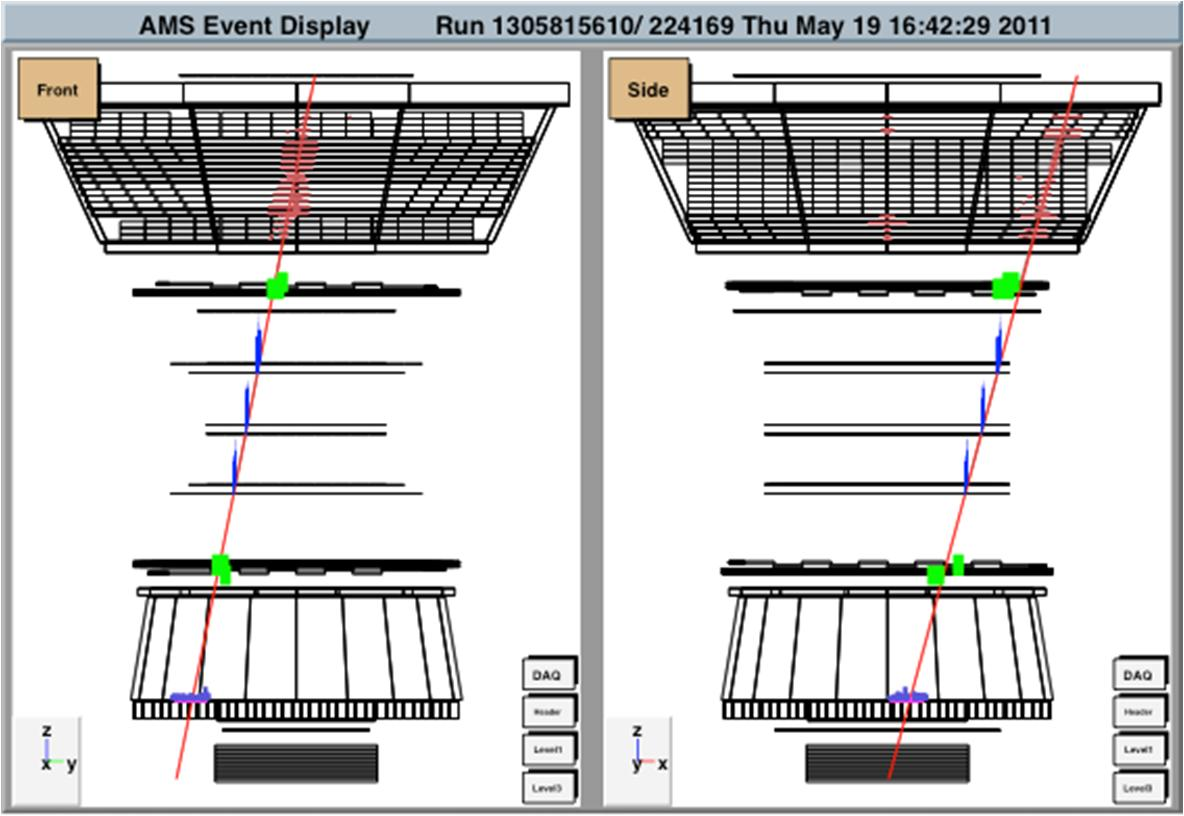 AMS Event Display Run 1305815610/ 224169 Thu May 19 16:42:29 2011
Front
Side
DAQ
Header
Level1
Level3
z
x y
DAQ
Header
Level1
Level3
z
y x